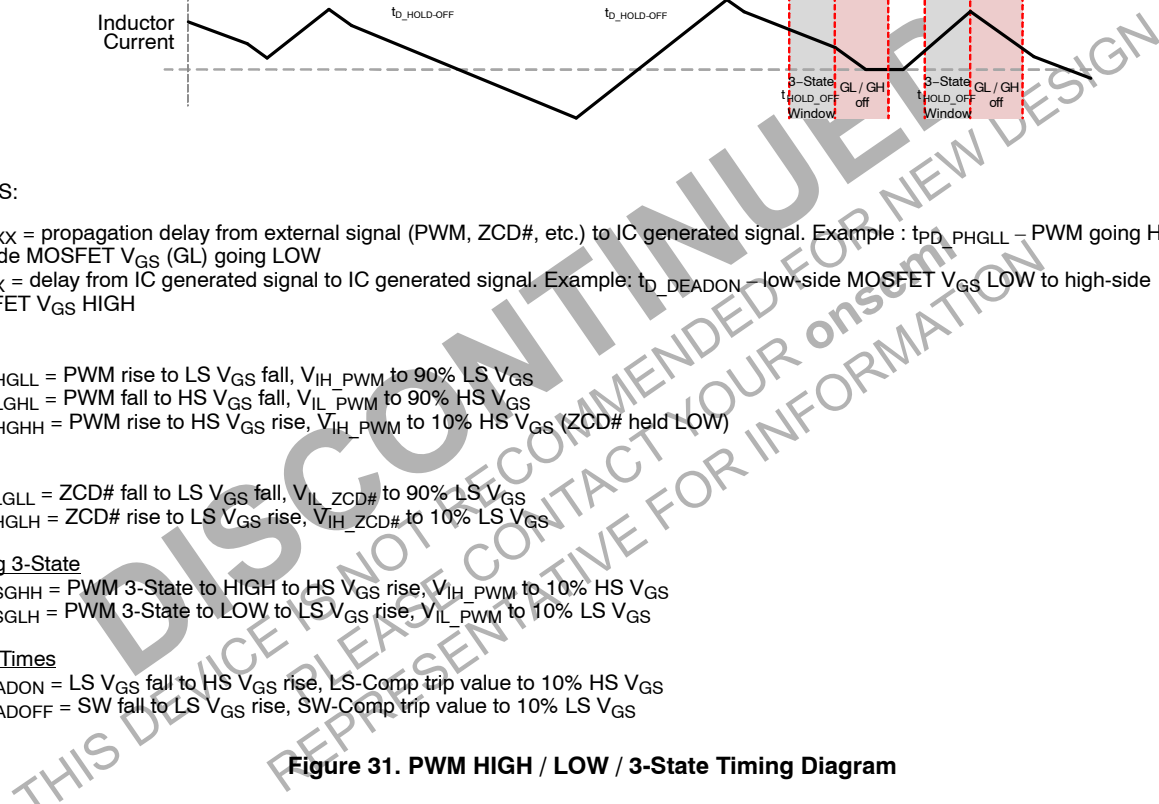 Inductor
Current
tD_HOLD-OFF
tD_HOLD-OFF
3−State
tHOLD_OFF
Window
GL / GH
off
3−State
tHOLD_OFF
Window
GL / GH
off
S:
XX = propagation delay from external signal (PWM, ZCD#, etc.) to IC generated signal. Example : tPD_PHGLL – PWM going H
de MOSFET VGS (GL) going LOW
X = delay from IC generated signal to IC generated signal. Example: tD_DEADON – low-side MOSFET VGS LOW to high-side
FET VGS HIGH
HGLL = PWM rise to LS VGS fall, VIH_PWM to 90% LS VGS
LGHL = PWM fall to HS VGS fall, VIL_PWM to 90% HS VGS
HGHH = PWM rise to HS VGS rise, VIH_PWM to 10% HS VGS (ZCD# held LOW)
LGLL = ZCD# fall to LS VGS fall, VIL_ZCD# to 90% LS VGS
HGLH = ZCD# rise to LS VGS rise, VIH_ZCD# to 10% LS VGS
g 3-State
SGHH = PWM 3-State to HIGH to HS VGS rise, VIH_PWM to 10% HS VGS
SGLH = PWM 3-State to LOW to LS VGS rise, VIL_PWM to 10% LS VGS
Times
ADON = LS VGS fall to HS VGS rise, LS-Comp trip value to 10% HS VGS
ADOFF = SW fall to LS VGS rise, SW-Comp trip value to 10% LS VGS
Figure 31. PWM HIGH / LOW / 3-State Timing Diagram
DISCONTINUED
THIS DEVICE IS NOT RECOMMENDED FOR NEW DESIGN
PLEASE CONTACT YOUR onsemi
REPRESENTATIVE FOR INFORMATION